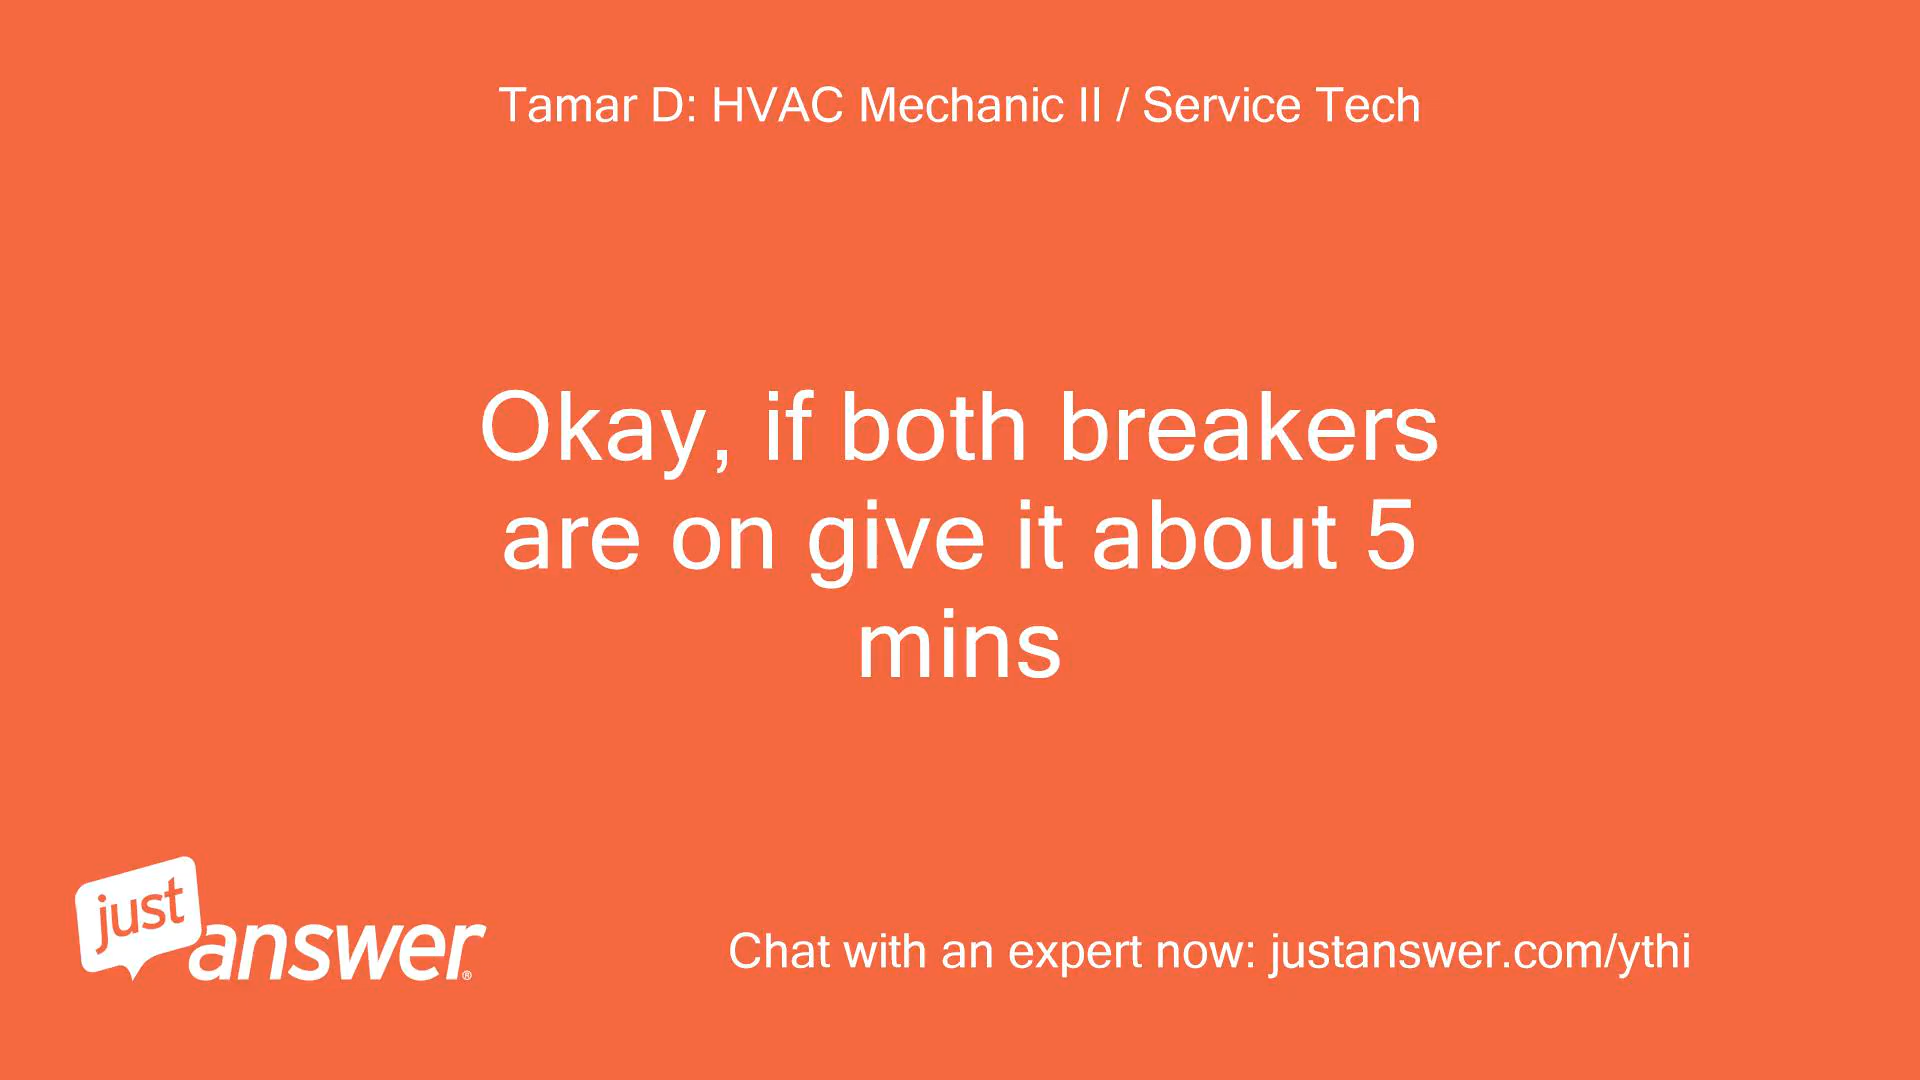 Tamar D: HVAC Mechanic II / Service Tech
Okay, if both breakers
are on give it about 5
mins
just
answer®
Chat with an expert now: justanswer.com/ythi